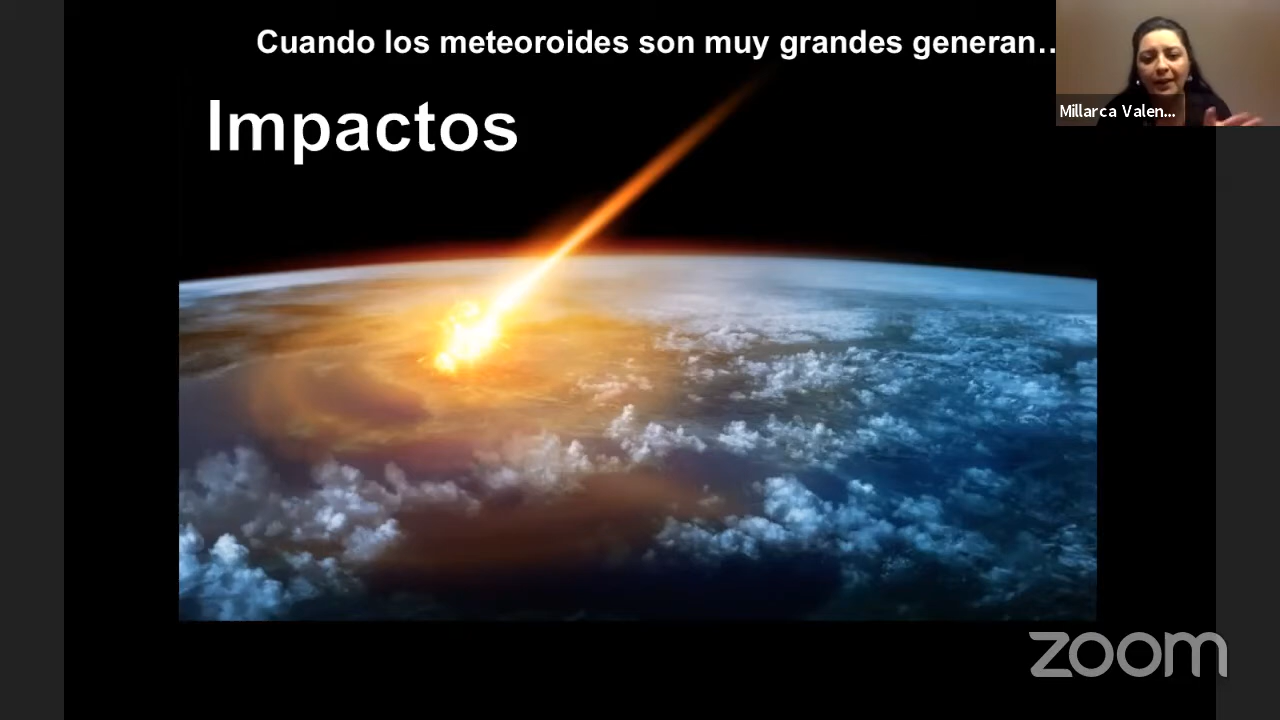 Cuando los meteoroides son muy grandes generan..
Impactos
Millarca Valen...
zoom